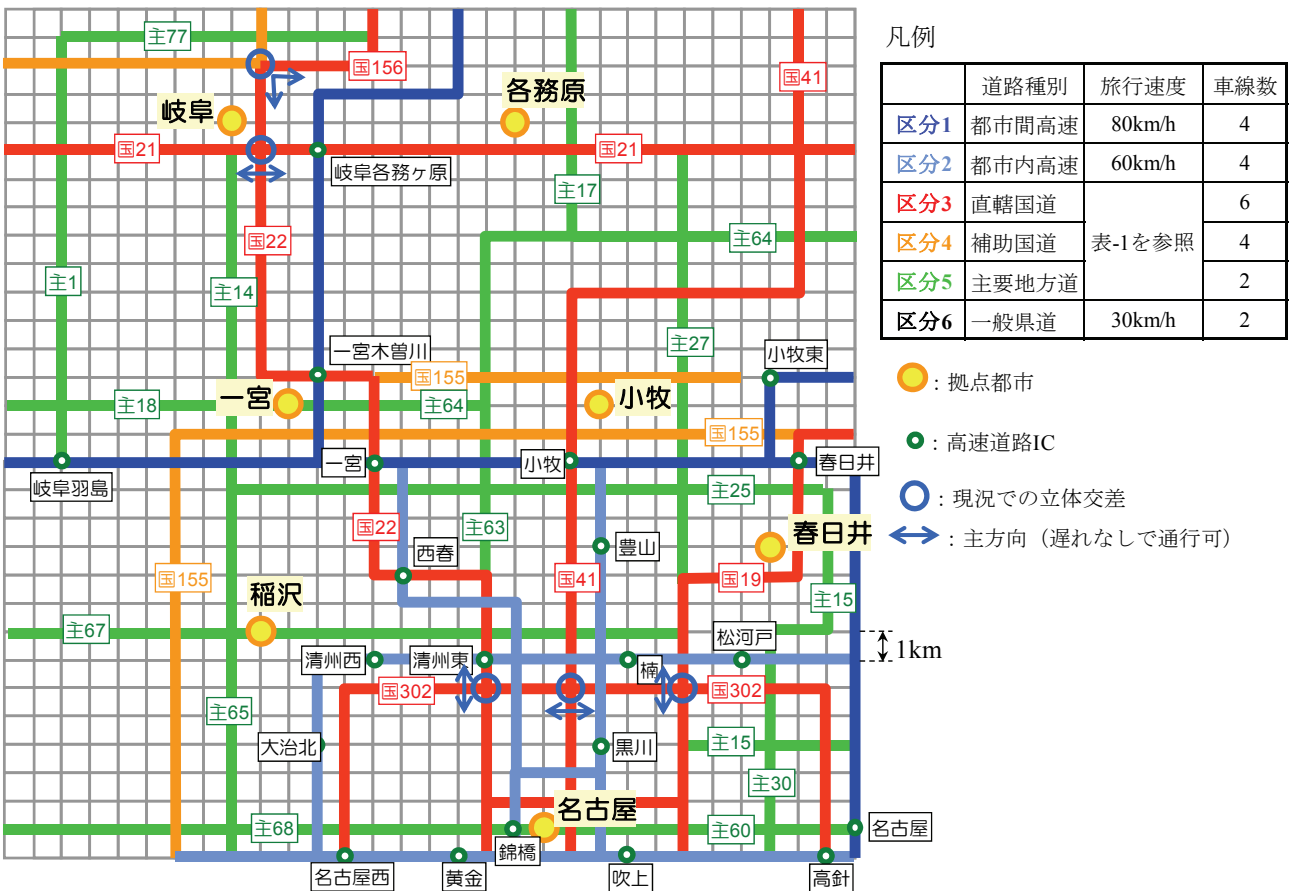 主77
国156
国41
岐阜
各務原
国21
国21
岐阜各務ヶ原
主17
国22
主64
主1
主14
一宮木曽川
主27
小牧東
国155
一宮
小牧
主18
主64
国155
一宮
小牧
春日井
岐阜羽島
主25
国22
主63
春日井
西春
豊山
国155
国41
国19
稲沢
主15
主67
松河戸
1km
清州西
清州東
楠
国302
国302
主65
大治北
黒川
主15
主30
名古屋
主68
主60
錦橋
名古屋
名古屋西
黄金
吹上
高針
凡例
道路種別 旅行速度 車線数
区分1 都市間高速 80km/h 4
区分2 都市内高速 60km/h 4
区分3 直轄国道 6
区分4 補助国道 表-1を参照 4
区分5 主要地方道 2
区分6 一般県道 30km/h 2
：拠点都市
：高速道路IC
：現況での立体交差
：主方向（遅れなしで通行可）